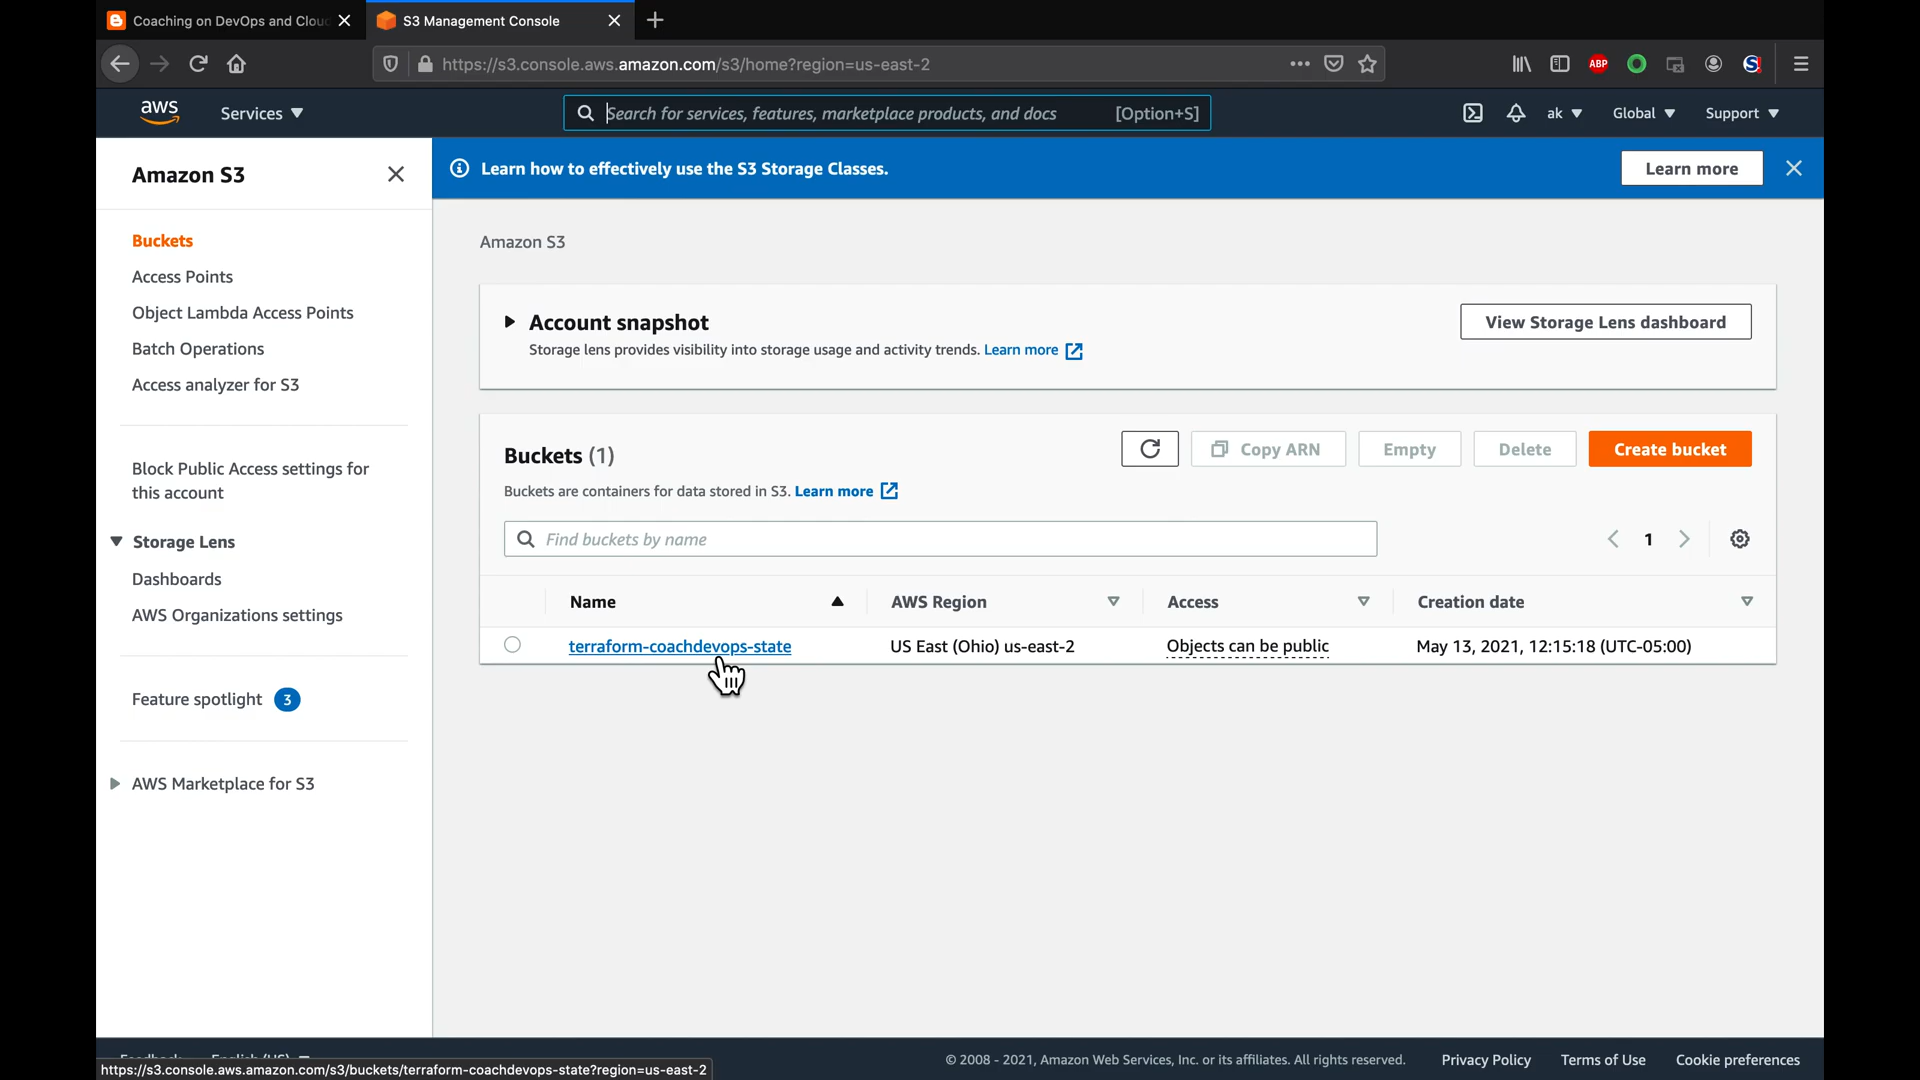 Coaching on DevOps and Clou
S3 Management Console
https://s3.console.aws.amazon.com/s3/home?region=us-east-2
ABP
aws
Services
Search for services, features, marketplace products, and docs
[Option+S]
ak
Global
Support
Amazon S3
Learn how to effectively use the S3 Storage Classes.
Learn more
Buckets
Access Points
Object Lambda Access Points
Batch Operations
Access analyzer for S3
Block Public Access settings for
this account
Storage Lens
Dashboards
AWS Organizations settings
Feature spotlight 3
AWS Marketplace for S3
Amazon S3
Account snapshot
Storage lens provides visibility into storage usage and activity trends. Learn more
View Storage Lens dashboard
Buckets (1)
Copy ARN
Empty
Delete
Create bucket
Buckets are containers for data stored in S3. Learn more
Find buckets by name
1
Name
AWS Region
Access
Creation date
terraform-coachdevops-state
US East (Ohio) us-east-2
Objects can be public
May 13, 2021, 12:15:18 (UTC-05:00)
© 2008 - 2021, Amazon Web Services, Inc. or its affiliates. All rights reserved.
Privacy Policy
Terms of Use
Cookie preferences
https://s3.console.aws.amazon.com/s3/buckets/terraform-coachdevops-state?region=us-east-2